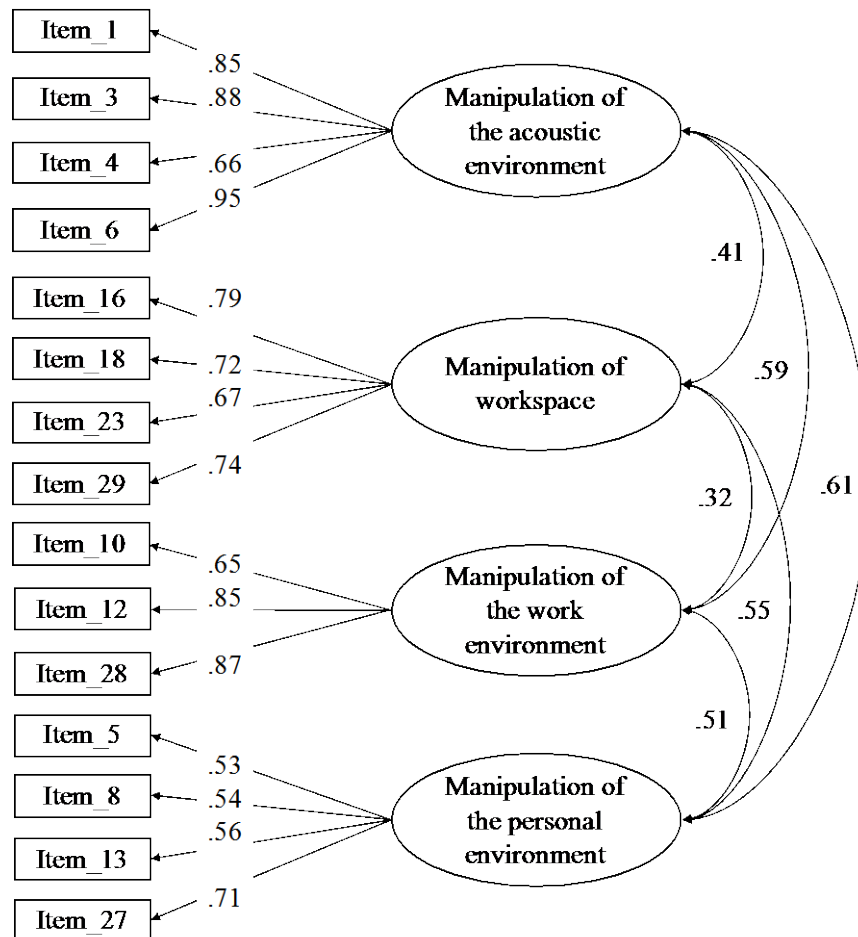 Item_1
.85
Item_3
.88
Item_4
.66
Item_6
.95
Manipulation of
the acoustic
environment
.41
Item_16
.79
Item_18
.72
Item_23
.67
Item_29
.74
Manipulation of
workspace
.59
.32
.61
Item_10
.65
Item_12
.85
Item_28
.87
Manipulation of
the work
environment
.55
.51
Item_5
.53
Item_8
.54
Item_13
.56
Item_27
.71
Manipulation of
the personal
environment